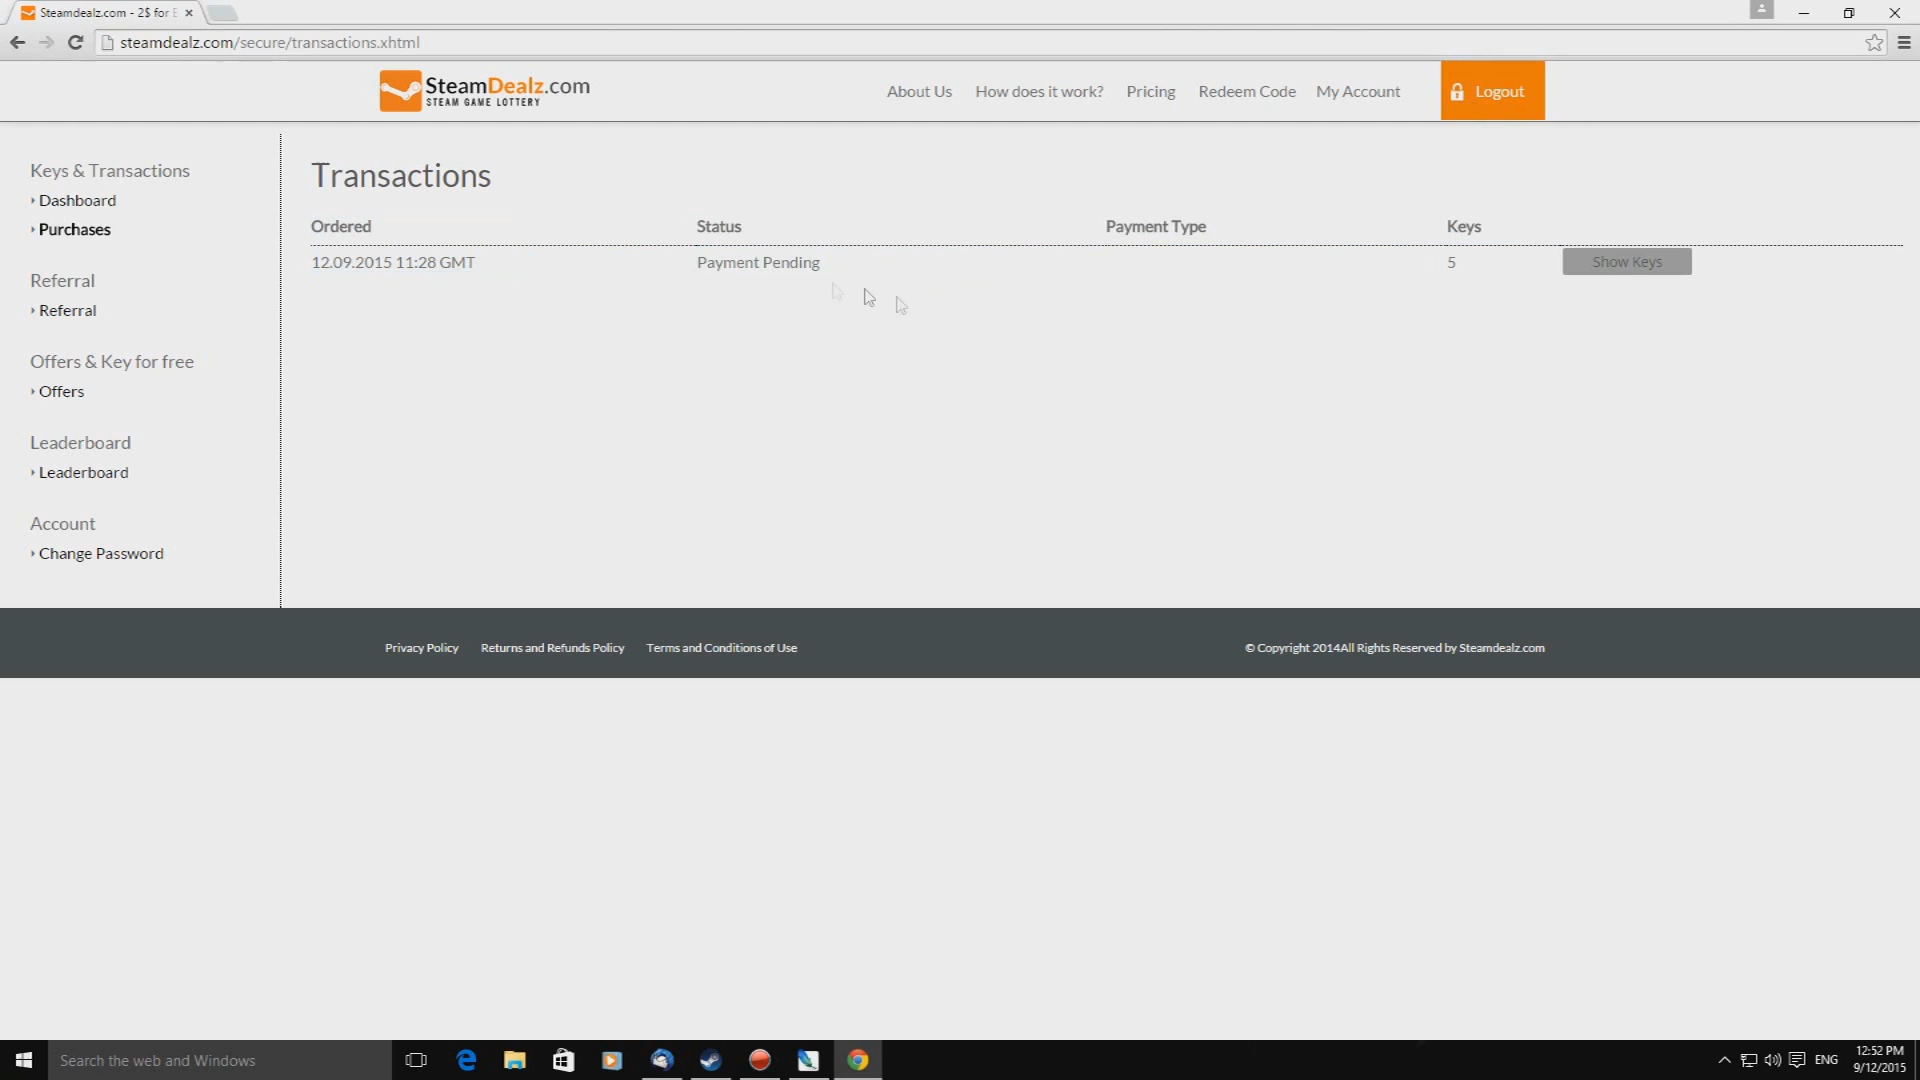 Steamdealz.com - 2$ for
steamdealz.com/secure/transactions.xhtml
SteamDealz.com
STEAM GAME LOTTERY
About Us
How does it work?
Pricing
Redeem Code
My Account
Logout
Keys & Transactions
Dashboard
Purchases
Referral
Referral
Offers & Key for free
Offers
Leaderboard
Leaderboard
Account
Change Password
Transactions
Ordered Status Payment Type Keys
12.09.2015 11:28 GMT Payment Pending 5 Show Keys
Privacy Policy Returns and Refunds Policy Terms and Conditions of Use
© Copyright 2014All Rights Reserved by Steamdealz.com
Search the web and Windows
ENG
12:52 PM
9/12/2015